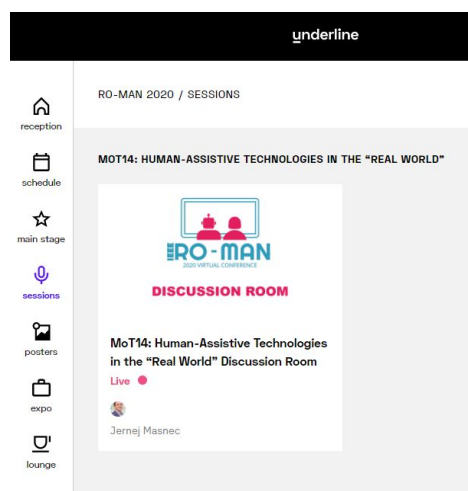 underline
RO-MAN 2020 / SESSIONS
reception
schedule
main stage
sessions
posters
expo
lounge
MOT14: HUMAN-ASSISTIVE TECHNOLOGIES IN THE “REAL WORLD”
IEEE RO-MAN
2020 VIRTUAL CONFERENCE
DISCUSSION ROOM
MoT14: Human-Assistive Technologies
in the “Real World” Discussion Room
Live
Jernej Masnec